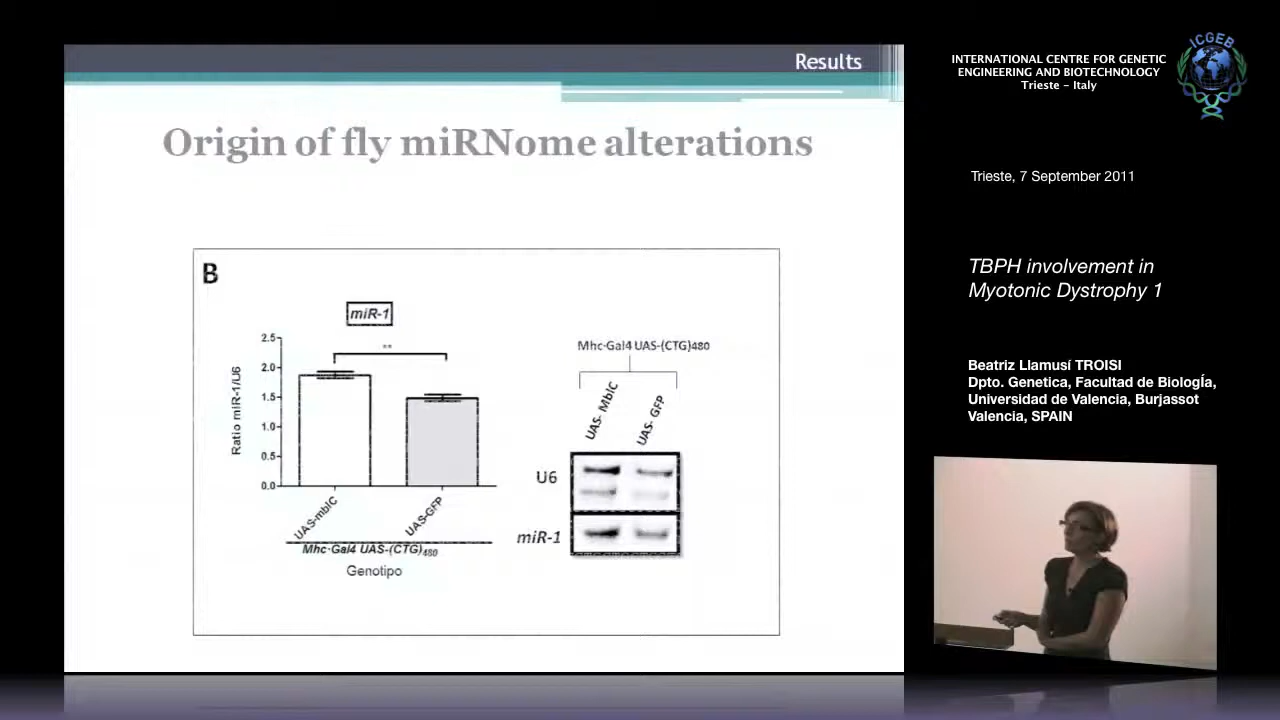 Results
Origin of fly miRNome alterations
B
miR-1
2.5
**
2.0
1.5
1.0
0.5
0.0
Ratio miR-1/U6
UAS-mblC
UAS-GFP
Mhc-Gal4 UAS-(CTG)480
Genotipo
Mhc-Gal4 UAS-(CTG)480
UAS- MblC
UAS- GFP
U6
miR-1
INTERNATIONAL CENTRE FOR GENETIC
ENGINEERING AND BIOTECHNOLOGY
Trieste - Italy
ICGEB
Trieste, 7 September 2011
TBPH involvement in
Myotonic Dystrophy 1
Beatriz Llamusí TROISI
Dpto. Genetica, Facultad de BiologÍa,
Universidad de Valencia, Burjassot
Valencia, SPAIN